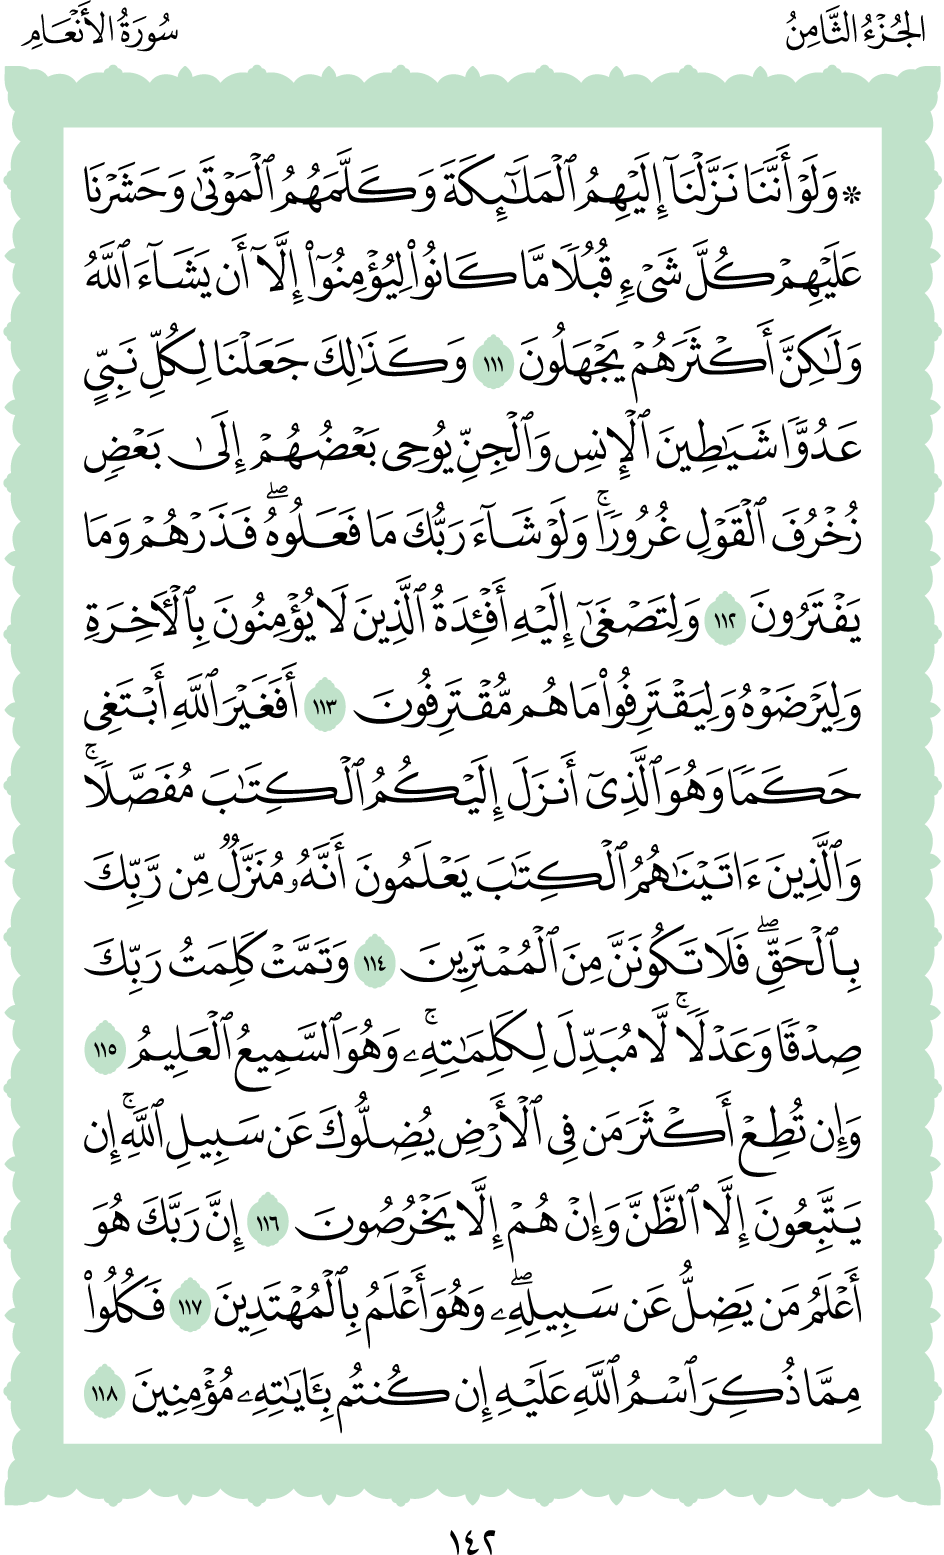 الجُزْءُ الثَّامِنُ
سُورَةُ الأَنْعَامِ
۞ وَلَوْ أَنَّنَا نَزَّلْنَآ إِلَيْهِمُ ٱلْمَلَٰٓئِكَةَ وَكَلَّمَهُمُ ٱلْمَوْتَىٰ وَحَشَرْنَا
عَلَيْهِمْ كُلَّ شَىْءٍ قُبُلًا مَّا كَانُوا۟ لِيُؤْمِنُوٓا۟ إِلَّآ أَن يَشَآءَ ٱللَّهُ
وَلَٰكِنَّ أَكْثَرَهُمْ يَجْهَلُونَ ١١١ وَكَذَٰلِكَ جَعَلْنَا لِكُلِّ نَبِىٍّ
عَدُوًّا شَيَٰطِينَ ٱلْإِنسِ وَٱلْجِنِّ يُوحِى بَعْضُهُمْ إِلَىٰ بَعْضٍ
زُخْرُفَ ٱلْقَوْلِ غُرُورًا ۚ وَلَوْ شَآءَ رَبُّكَ مَا فَعَلُوهُ ۖ فَذَرْهُمْ وَمَا
يَفْتَرُونَ ١١٢ وَلِتَصْغَىٰٓ إِلَيْهِ أَفْـِٔدَةُ ٱلَّذِينَ لَا يُؤْمِنُونَ بِٱلْـَٔاخِرَةِ
وَلِيَرْضَوْهُ وَلِيَقْتَرِفُوا۟ مَا هُم مُّقْتَرِفُونَ ١١٣ أَفَغَيْرَ ٱللَّهِ أَبْتَغِى
حَكَمًا وَهُوَ ٱلَّذِىٓ أَنزَلَ إِلَيْكُمُ ٱلْكِتَٰبَ مُفَصَّلًا ۚ
وَٱلَّذِينَ ءَاتَيْنَٰهُمُ ٱلْكِتَٰبَ يَعْلَمُونَ أَنَّهُۥ مُنَزَّلٌ مِّن رَّبِّكَ
بِٱلْحَقِّ ۖ فَلَا تَكُونَنَّ مِنَ ٱلْمُمْتَرِينَ ١١٤ وَتَمَّتْ كَلِمَتُ رَبِّكَ
صِدْقًا وَعَدْلًا ۚ لَّا مُبَدِّلَ لِكَلِمَٰتِهِۦ ۚ وَهُوَ ٱلسَّمِيعُ ٱلْعَلِيمُ ١١٥
وَإِن تُطِعْ أَكْثَرَ مَن فِى ٱلْأَرْضِ يُضِلُّوكَ عَن سَبِيلِ ٱللَّهِ ۚ إِن
يَتَّبِعُونَ إِلَّا ٱلظَّنَّ وَإِنْ هُمْ إِلَّا يَخْرُصُونَ ١١٦ إِنَّ رَبَّكَ هُوَ
أَعْلَمُ مَن يَضِلُّ عَن سَبِيلِهِۦ ۖ وَهُوَ أَعْلَمُ بِٱلْمُهْتَدِينَ ١١٧ فَكُلُوا۟
مِمَّا ذُكِرَ ٱسْمُ ٱللَّهِ عَلَيْهِ إِن كُنتُم بِـَٔايَٰتِهِۦ مُؤْمِنِينَ ١١٨
١٤٢